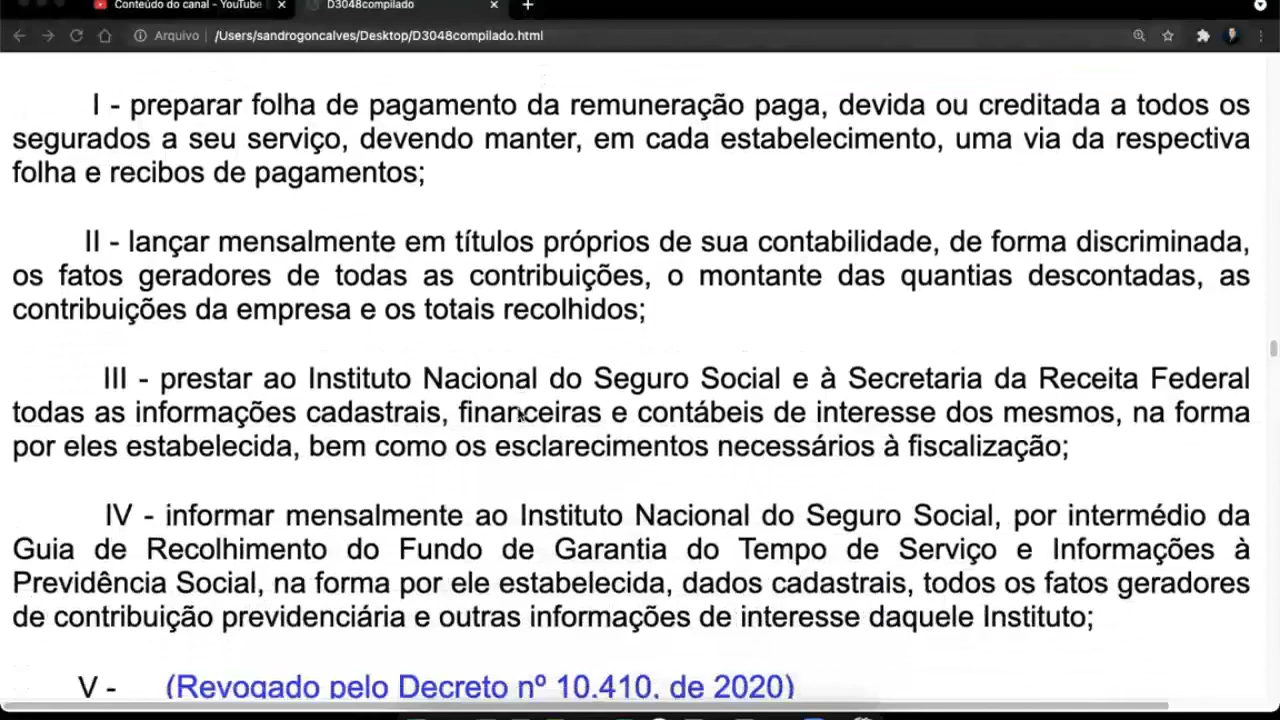 Conteúdo do canal - YouTube
D3048compilado
Arquivo | /Users/sandrogoncalves/Desktop/D3048compilado.html
I - preparar folha de pagamento da remuneração paga, devida ou creditada a todos os
segurados a seu serviço, devendo manter, em cada estabelecimento, uma via da respectiva
folha e recibos de pagamentos;
II - lançar mensalmente em títulos próprios de sua contabilidade, de forma discriminada,
os fatos geradores de todas as contribuições, o montante das quantias descontadas, as
contribuições da empresa e os totais recolhidos;
III - prestar ao Instituto Nacional do Seguro Social e à Secretaria da Receita Federal
todas as informações cadastrais, financeiras e contábeis de interesse dos mesmos, na forma
por eles estabelecida, bem como os esclarecimentos necessários à fiscalização;
IV - informar mensalmente ao Instituto Nacional do Seguro Social, por intermédio da
Guia de Recolhimento do Fundo de Garantia do Tempo de Serviço e Informações à
Previdência Social, na forma por ele estabelecida, dados cadastrais, todos os fatos geradores
de contribuição previdenciária e outras informações de interesse daquele Instituto;
V - (Revogado pelo Decreto nº 10.410, de 2020)